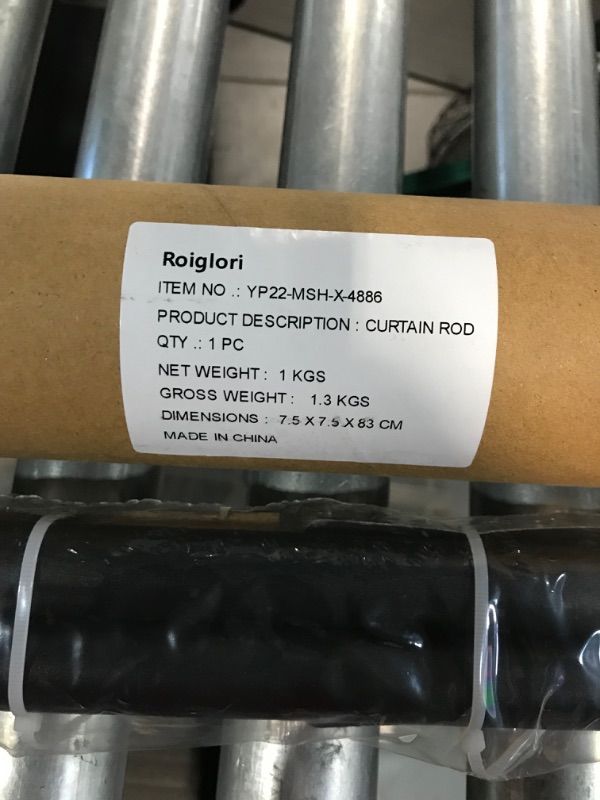 Roiglori
ITEM NO .: YP22-MSH-X-4886
PRODUCT DESCRIPTION : CURTAIN ROD
QTY .: 1 PC
NET WEIGHT : 1 KGS
GROSS WEIGHT : 1.3 KGS
DIMENSIONS : 7.5 X 7.5 X 83 CM
MADE IN CHINA